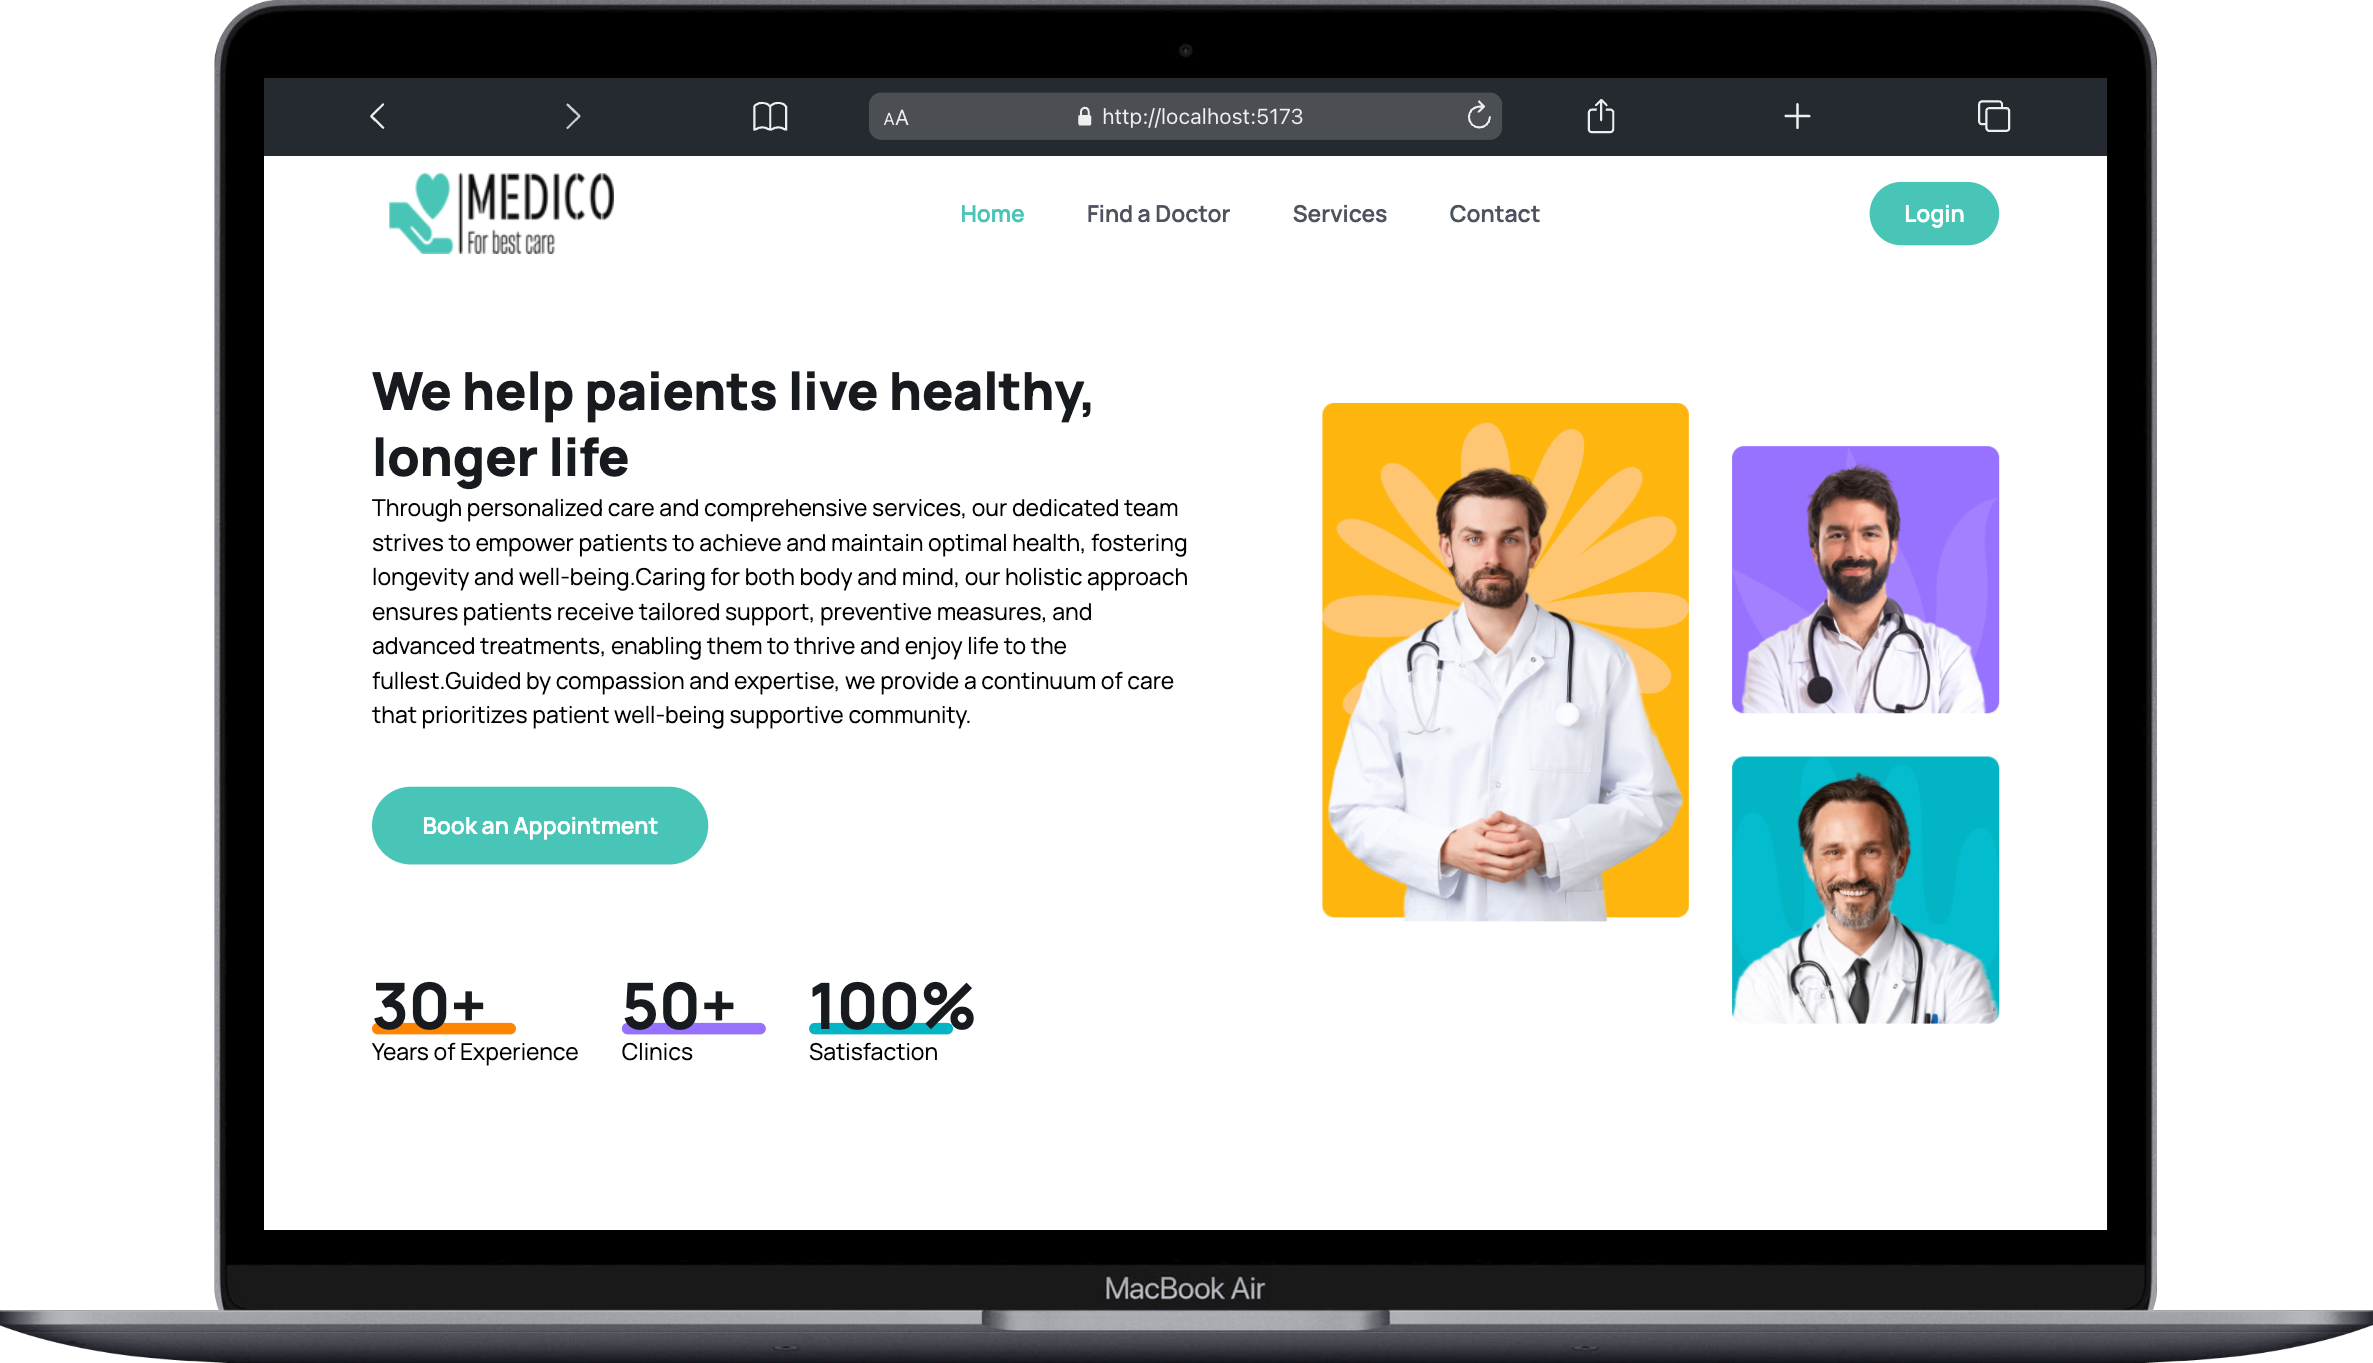 AA http://localhost:5173
MEDICO
For best care
Home Find a Doctor Services Contact Login
We help paients live healthy,
longer life
Through personalized care and comprehensive services, our dedicated team
strives to empower patients to achieve and maintain optimal health, fostering
longevity and well-being.Caring for both body and mind, our holistic approach
ensures patients receive tailored support, preventive measures, and
advanced treatments, enabling them to thrive and enjoy life to the
fullest.Guided by compassion and expertise, we provide a continuum of care
that prioritizes patient well-being supportive community.
Book an Appointment
30+ 50+ 100%
Years of Experience Clinics Satisfaction
MacBook Air